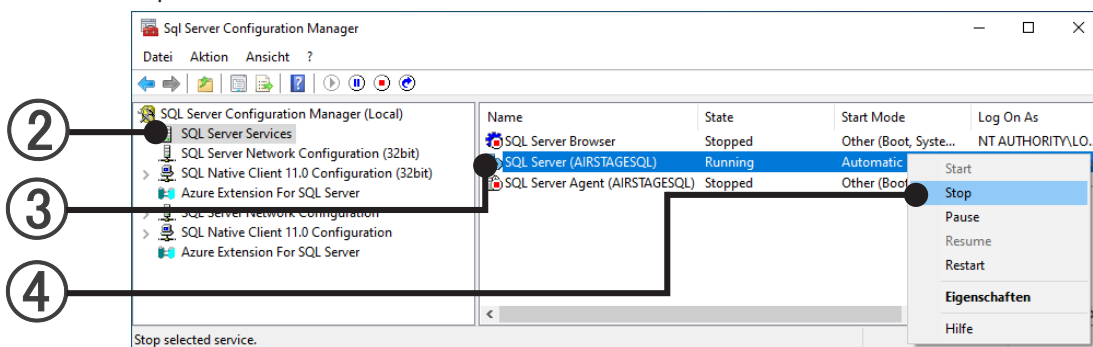 Sql Server Configuration Manager
Datei Aktion Ansicht ?
SQL Server Configuration Manager (Local)
SQL Server Services
SQL Server Network Configuration (32bit)
SQL Native Client 11.0 Configuration (32bit)
Azure Extension For SQL Server
SQL Server Network Configuration
SQL Native Client 11.0 Configuration
Azure Extension For SQL Server
Name State Start Mode Log On As
SQL Server Browser Stopped Other (Boot, Syste... NT AUTHORITY\LO...
SQL Server (AIRSTAGESQL) Running Automatic
SQL Server Agent (AIRSTAGESQL) Stopped Other (Boot
Start
Stop
Pause
Resume
Restart
Eigenschaften
Hilfe
Stop selected service.
2
3
4